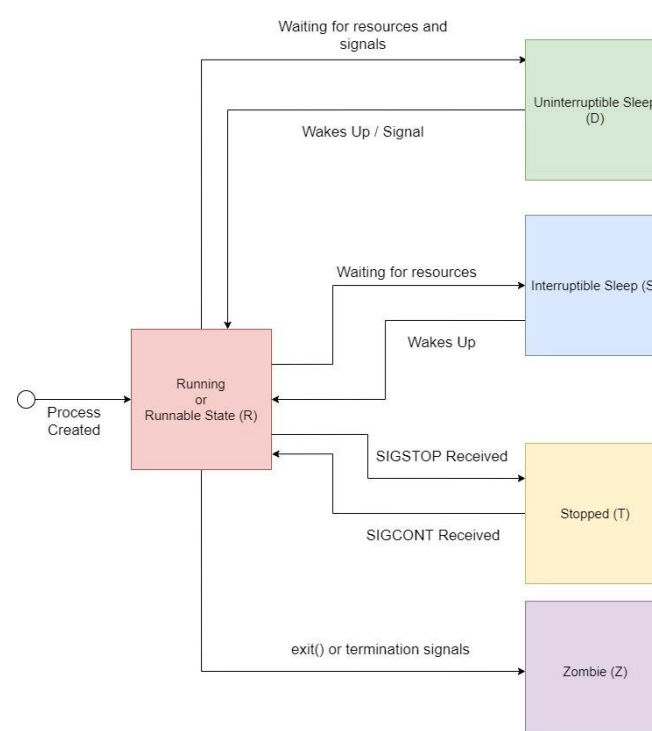 Waiting for resources and
signals
Uninterruptible Sleep
(D)
Wakes Up / Signal
Waiting for resources
Interruptible Sleep (S
Wakes Up
Running
or
Runnable State (R)
Process
Created
SIGSTOP Received
Stopped (T)
SIGCONT Received
exit() or termination signals
Zombie (Z)